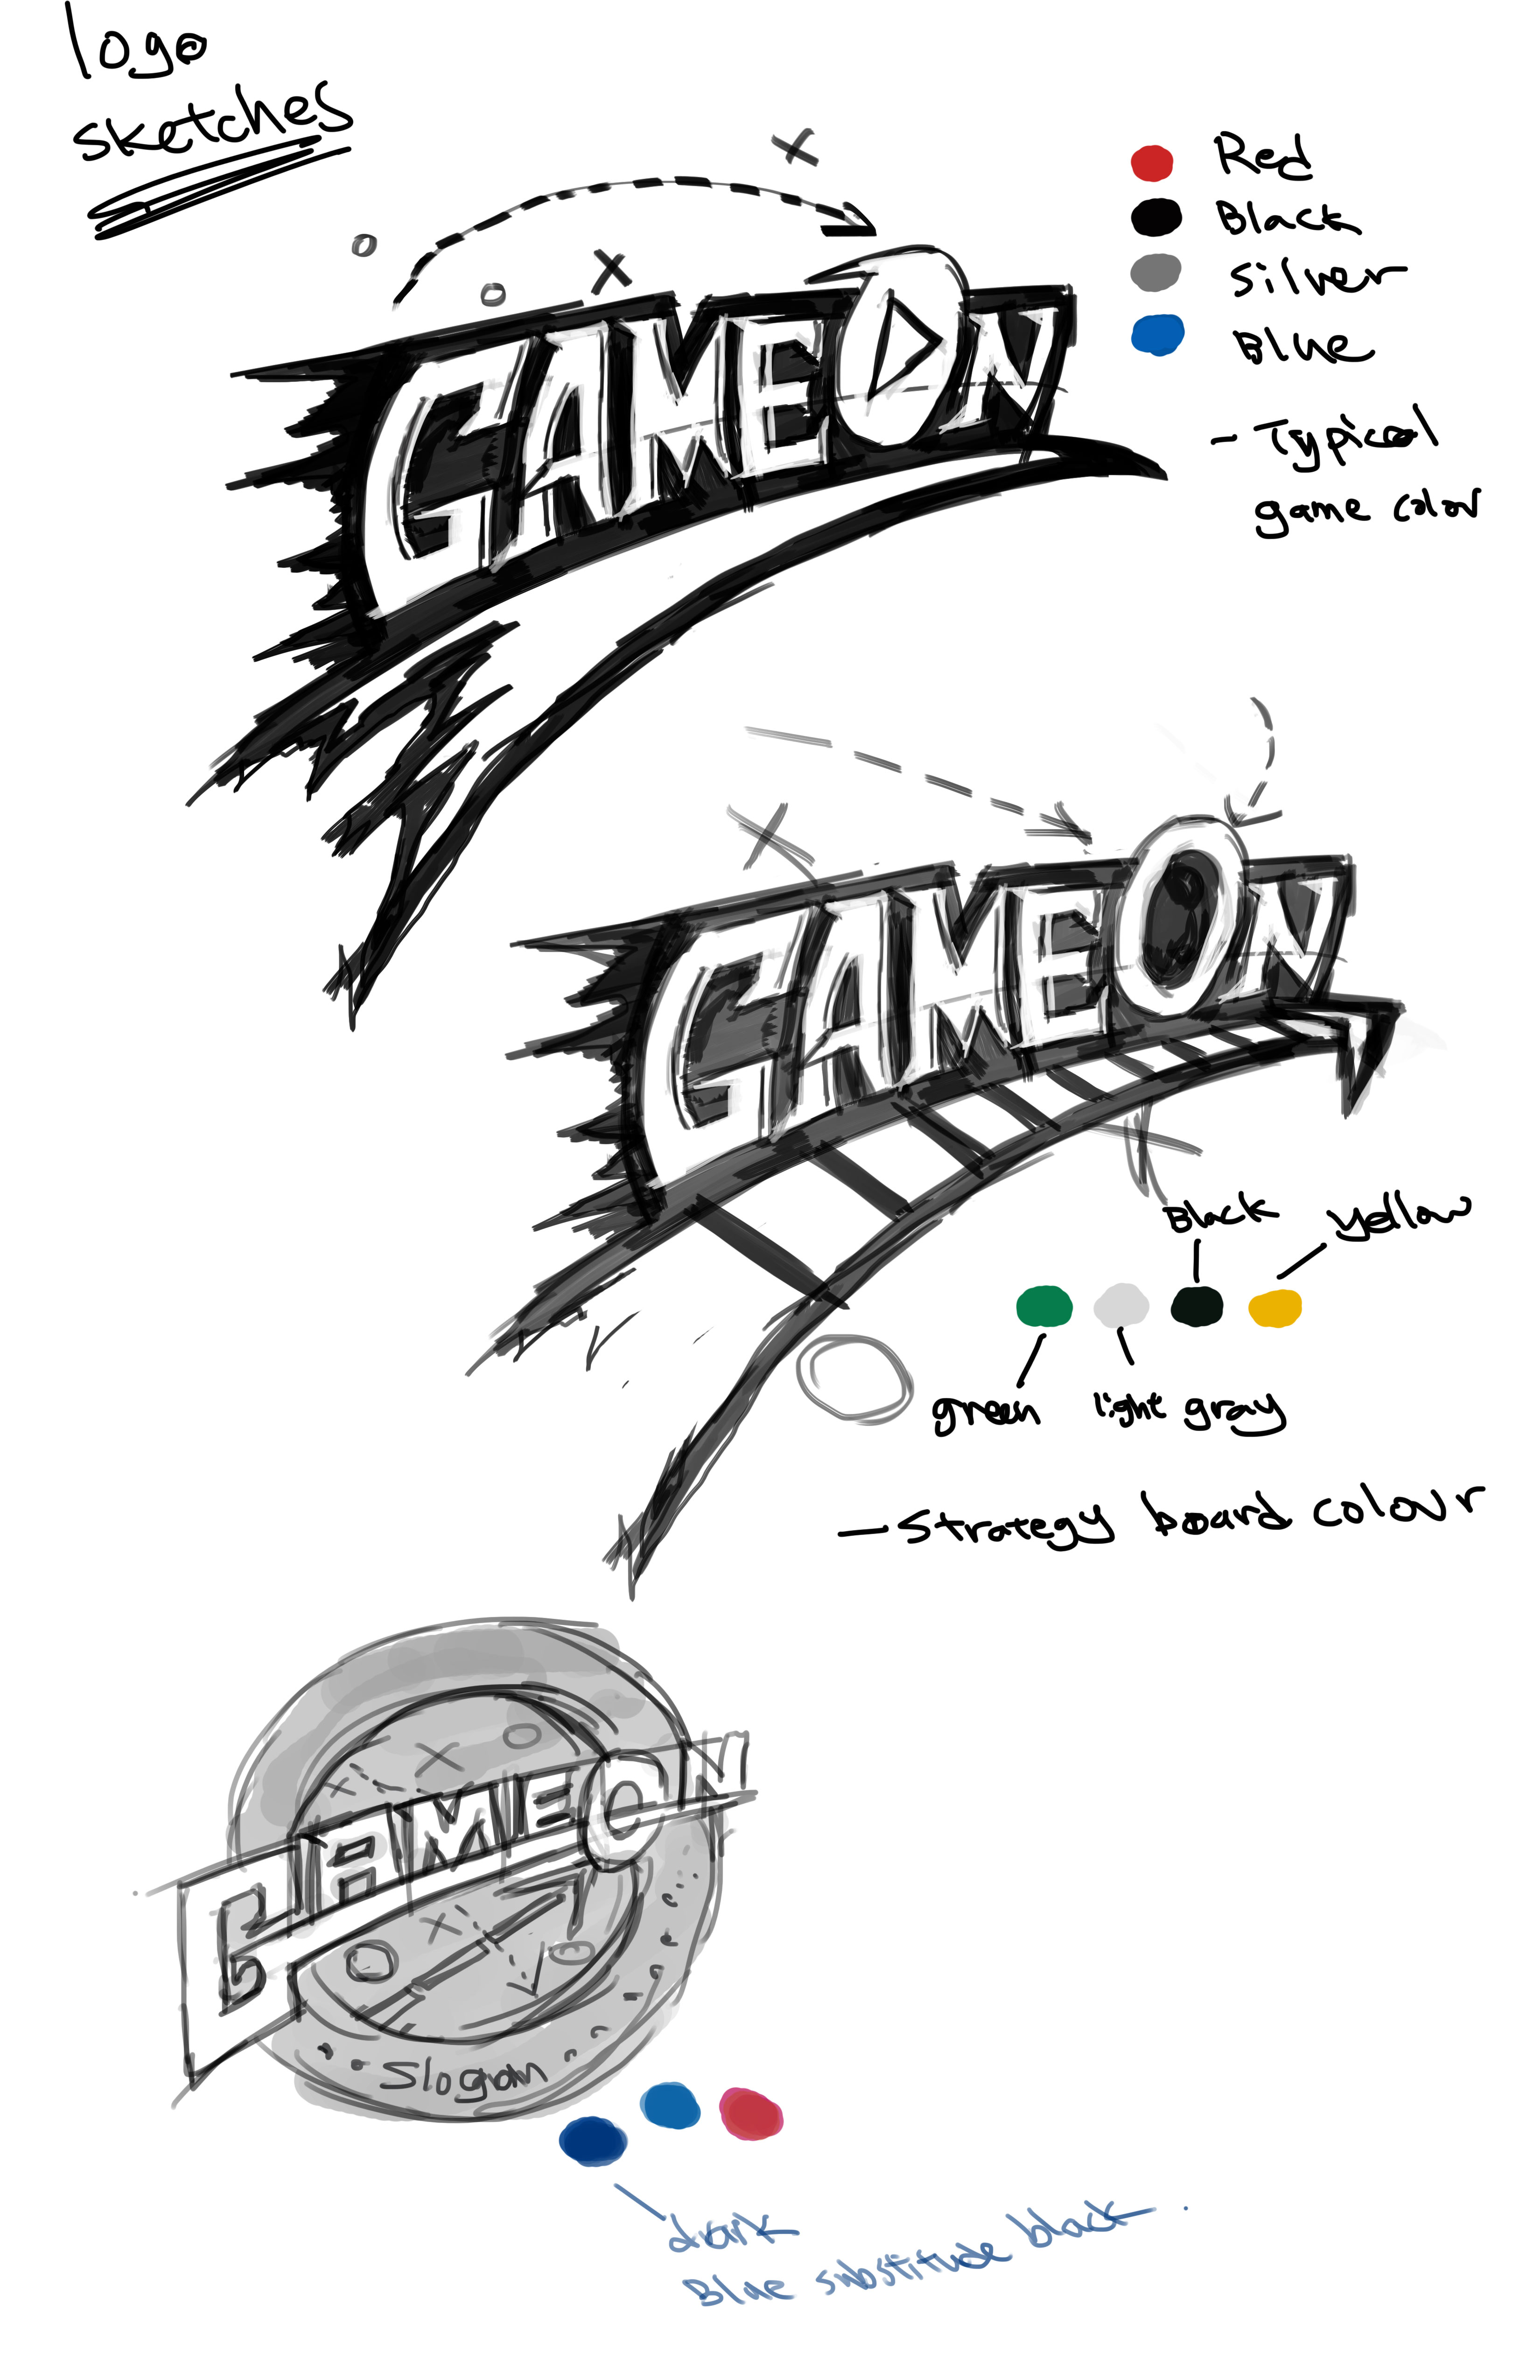 logo
sketches
Red
Black
Silver
Blue
- Typical
game color
GAMEON
GAMEON
Black
yellow
green
light gray
- Strategy board colour
GAMEON
Slogan
dark
Blue substitude black